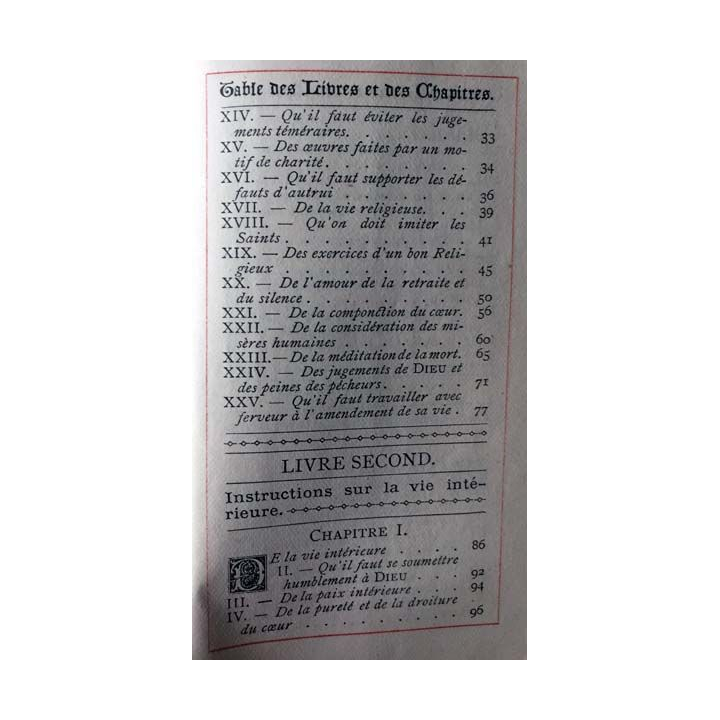 Table des Livres et des Chapitres.
XIV. — Qu'il faut éviter les juge-
ments téméraires. . . . . . . 33
XV. — Des œuvres faites par un mo-
tif de charité. . . . . . . . 34
XVI. — Qu'il faut supporter les dé-
fauts d'autrui . . . . . . . 36
XVII. — De la vie religieuse. . . 39
XVIII. — Qu'on doit imiter les
Saints . . . . . . . . . . 41
XIX. — Des exercices d'un bon Reli-
gieux . . . . . . . . . . 45
XX. — De l'amour de la retraite et
du silence . . . . . . . . . 50
XXI. — De la componction du cœur. 56
XXII. — De la considération des mi-
sères humaines . . . . . . . 60
XXIII. — De la méditation de la mort. 65
XXIV. — Des jugements de DIEU et
des peines des pécheurs. . . . . 71
XXV. — Qu'il faut travailler avec
ferveur à l'amendement de sa vie . 77
LIVRE SECOND.
Instructions sur la vie inté-
rieure.
CHAPITRE I.
DE la vie intérieure . . . . 86
II. — Qu'il faut se soumettre
humblement à DIEU . . . 92
III. — De la paix intérieure . . . 94
IV. — De la pureté et de la droiture
du cœur . . . . . . . . . 96